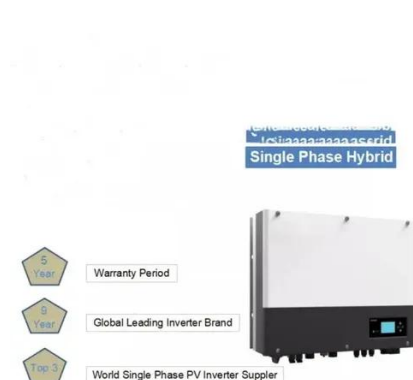 Single Phase Hybrid
5
Year
Warranty Period
9
Year
Global Leading Inverter Brand
Top 3
World Single Phase PV Inverter Suppler